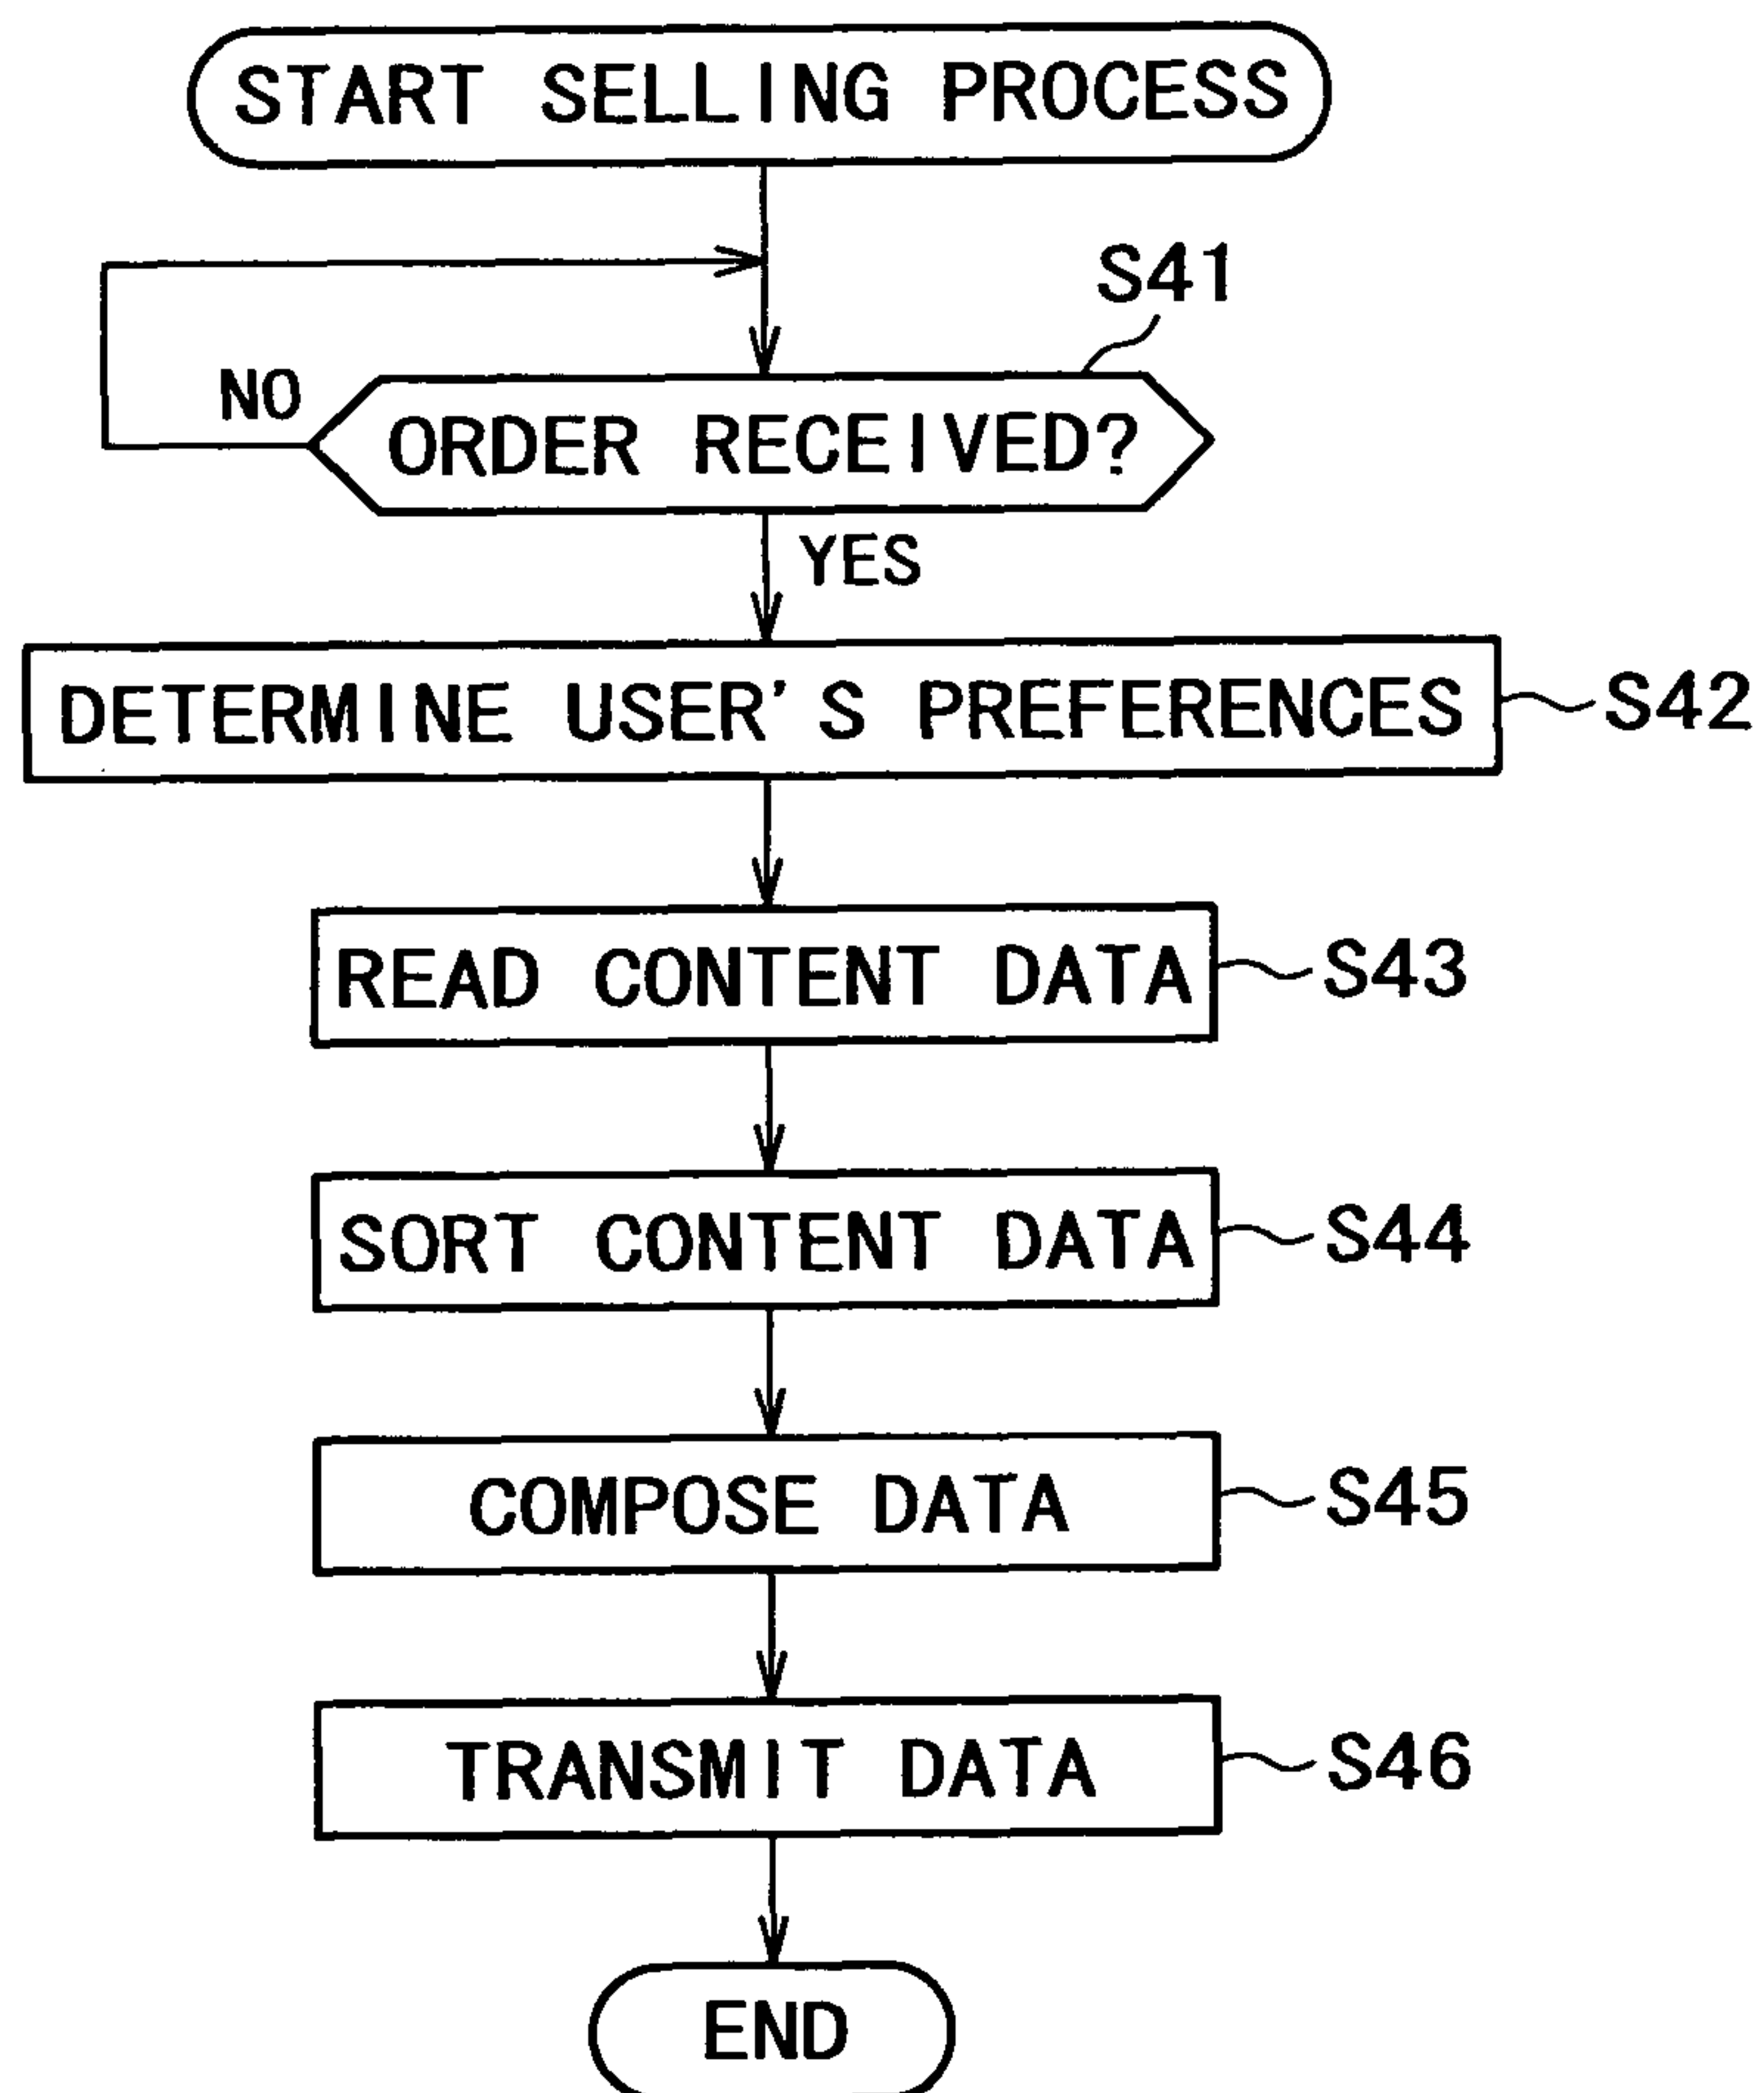 START SELLING PROCESS
S41
NO
ORDER RECEIVED?
YES
DETERMINE USER'S PREFERENCES
S42
READ CONTENT DATA
S43
SORT CONTENT DATA
S44
COMPOSE DATA
S45
TRANSMIT DATA
S46
END